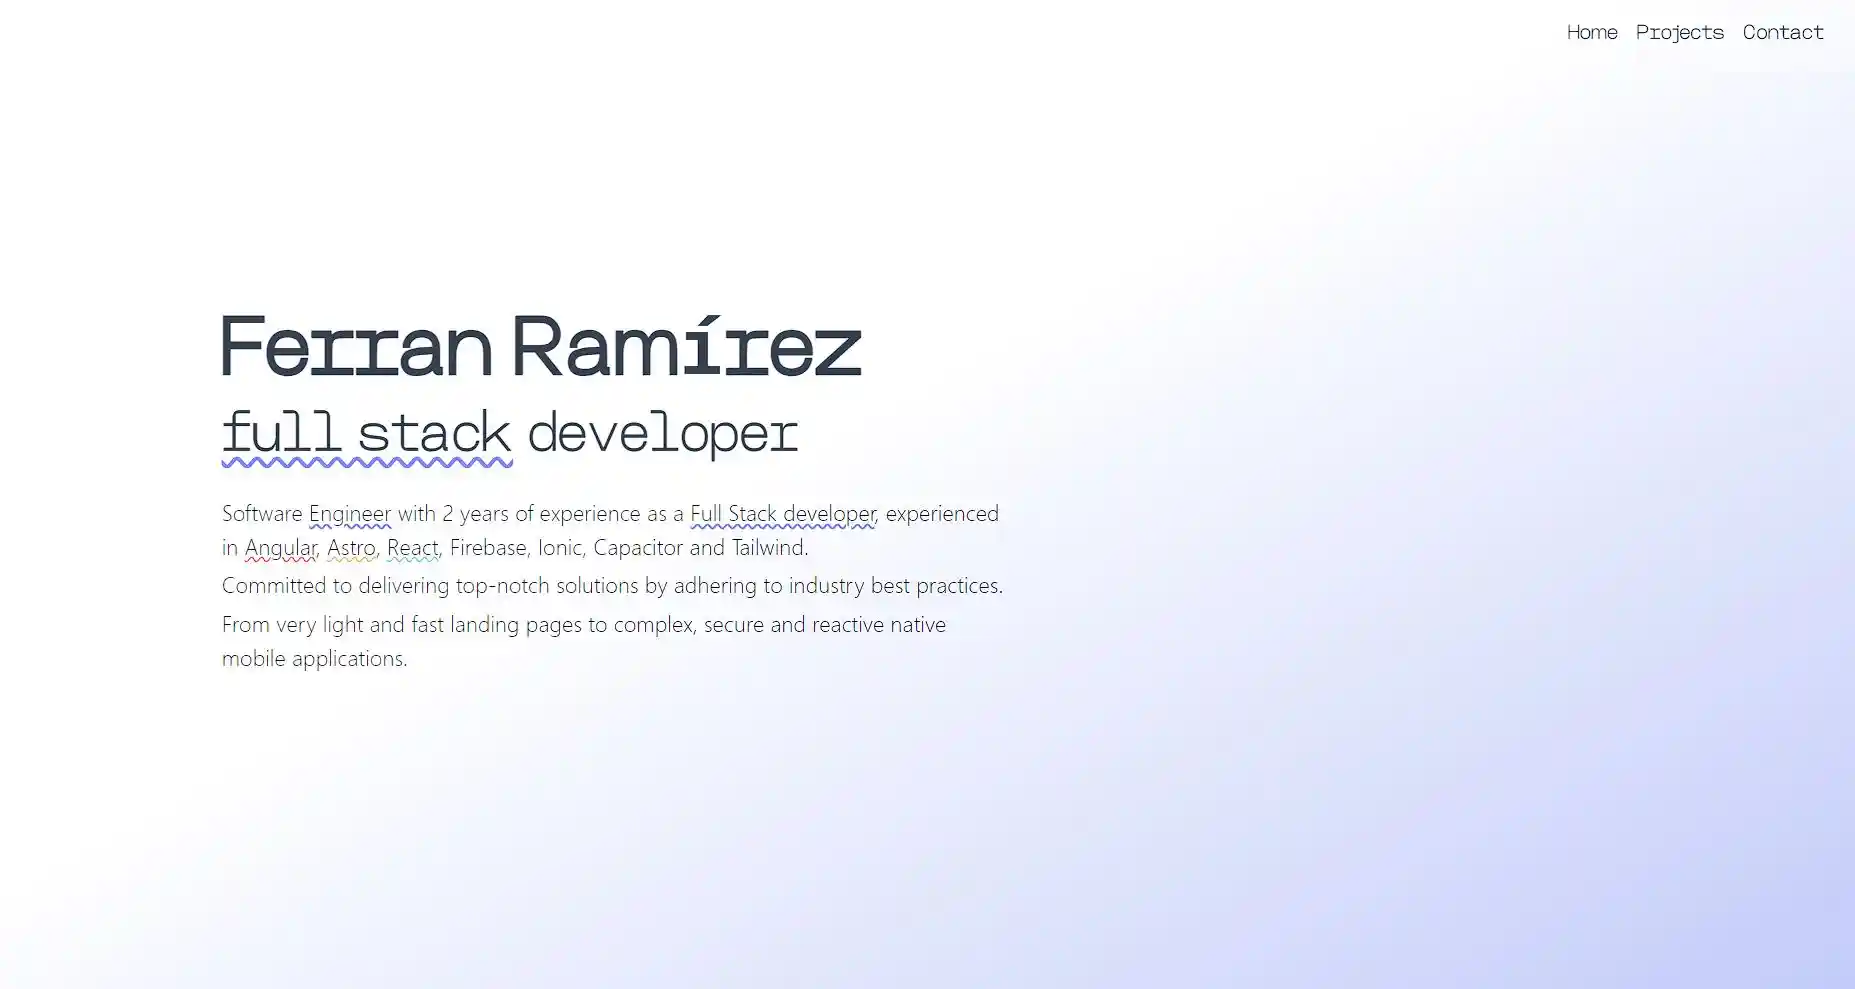 Home Projects Contact
Ferran Ramírez
full stack developer
Software Engineer with 2 years of experience as a Full Stack developer, experienced
in Angular, Astro, React, Firebase, Ionic, Capacitor and Tailwind.
Committed to delivering top-notch solutions by adhering to industry best practices.
From very light and fast landing pages to complex, secure and reactive native
mobile applications.